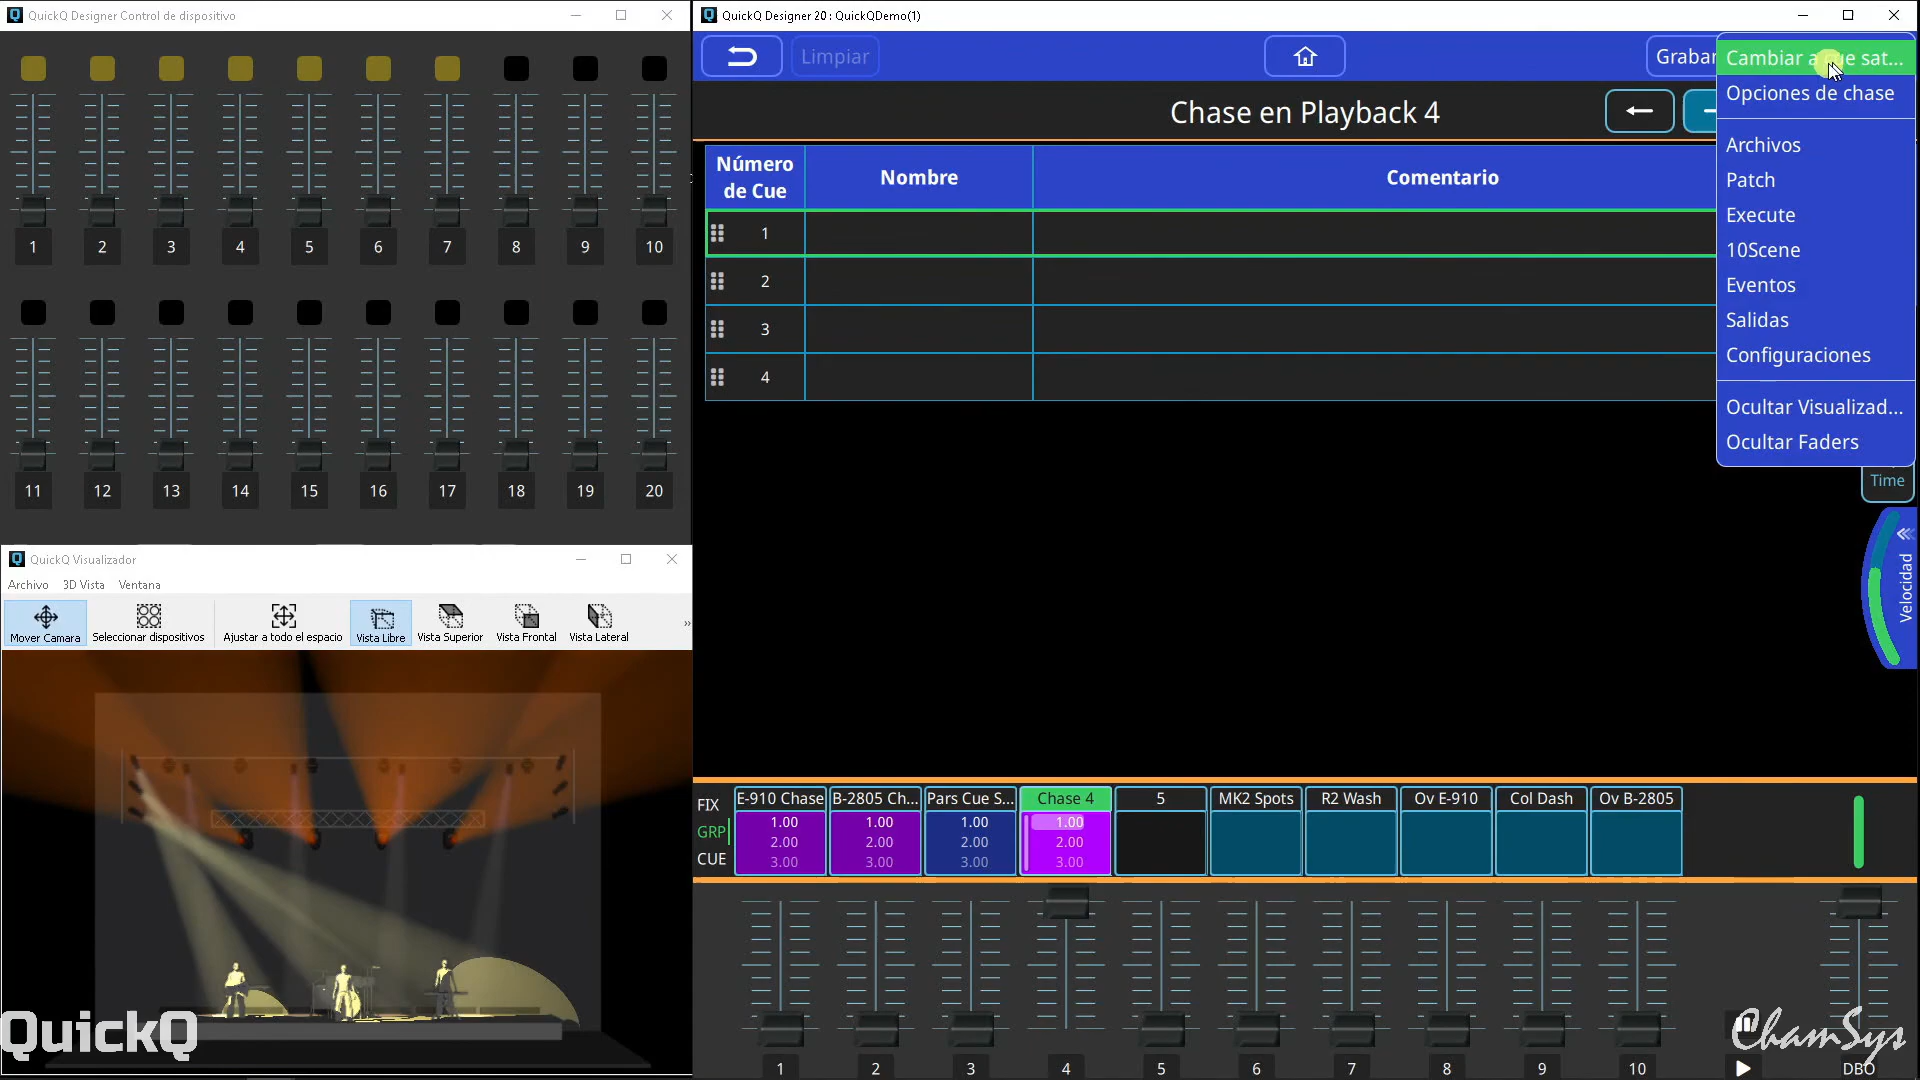 QuickQ Designer Control de dispositivo
1 2 3 4 5 6 7 8 9 10
11 12 13 14 15 16 17 18 19 20
QuickQ Visualizador
Archivo 3D Vista Ventana
Mover Camara Seleccionar dispositivos Ajustar a todo el espacio Vista Libre Vista Superior Vista Frontal Vista Lateral »
QuickQ
QuickQ Designer 20 : QuickQDemo(1)
Limpiar Grabar
Chase en Playback 4
Número de Cue Nombre Comentario
1
2
3
4
Cambiar a sat...
Opciones de chase
Archivos
Patch
Execute
10Scene
Eventos
Salidas
Configuraciones
Ocultar Visualizad...
Ocultar Faders
Time
Velocidad
FIX
GRP
CUE
E-910 Chase B-2805 Ch... Pars Cue S... Chase 4 5 MK2 Spots R2 Wash Ov E-910 Col Dash Ov B-2805
1.00 1.00 1.00 1.00
2.00 2.00 2.00 2.00
3.00 3.00 3.00 3.00
1 2 3 4 5 6 7 8 9 10 DBO
ChamSys